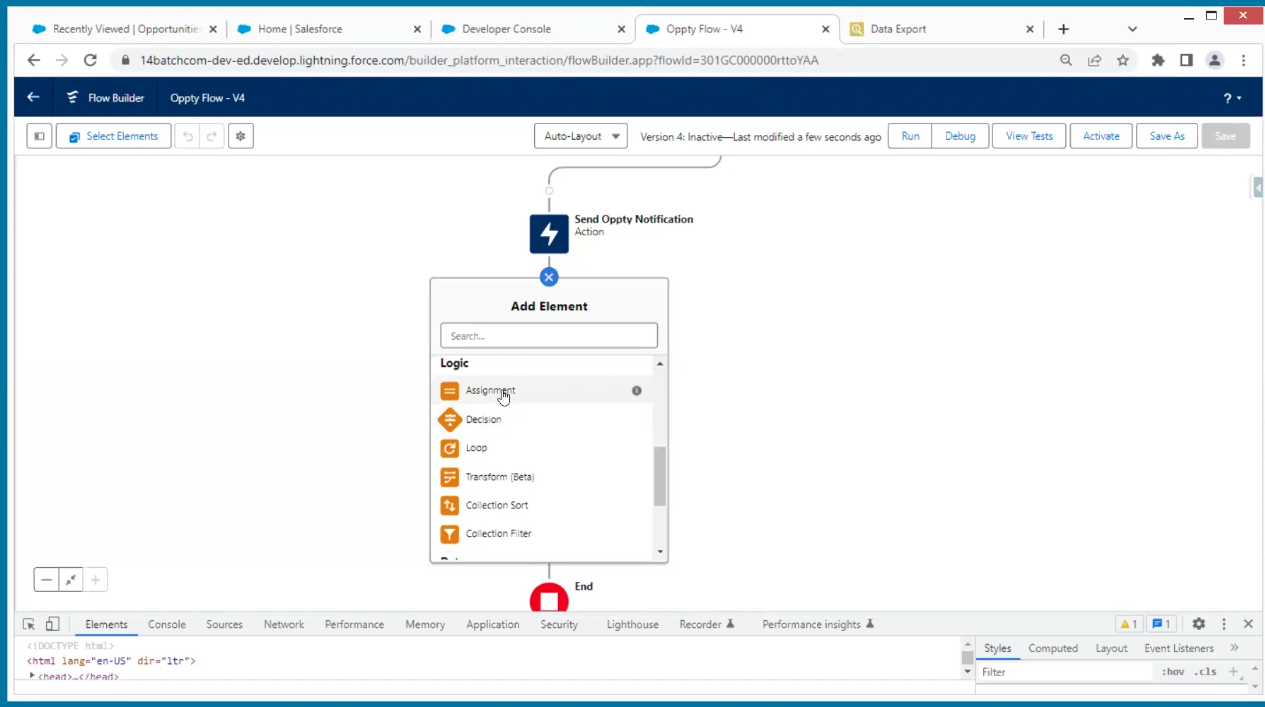 Recently Viewed | Opportunities
Home | Salesforce
Developer Console
Oppty Flow - V4
Data Export
14batchcom-dev-ed.develop.lightning.force.com/builder_platform_interaction/flowBuilder.app?flowId=301GC000000rttoYAA
Flow Builder
Oppty Flow - V4
?
Select Elements
Auto-Layout
Version 4: Inactive—Last modified a few seconds ago
Run
Debug
View Tests
Activate
Save As
Save
Send Oppty Notification
Action
Add Element
Search...
Logic
Assignment
Decision
Loop
Transform (Beta)
Collection Sort
Collection Filter
End
Elements
Console
Sources
Network
Performance
Memory
Application
Security
Lighthouse
Recorder
Performance insights
1
1
<!DOCTYPE html>
<html lang="en-US" dir="ltr">
<head>…</head>
Styles
Computed
Layout
Event Listeners
Filter
:hov
.cls